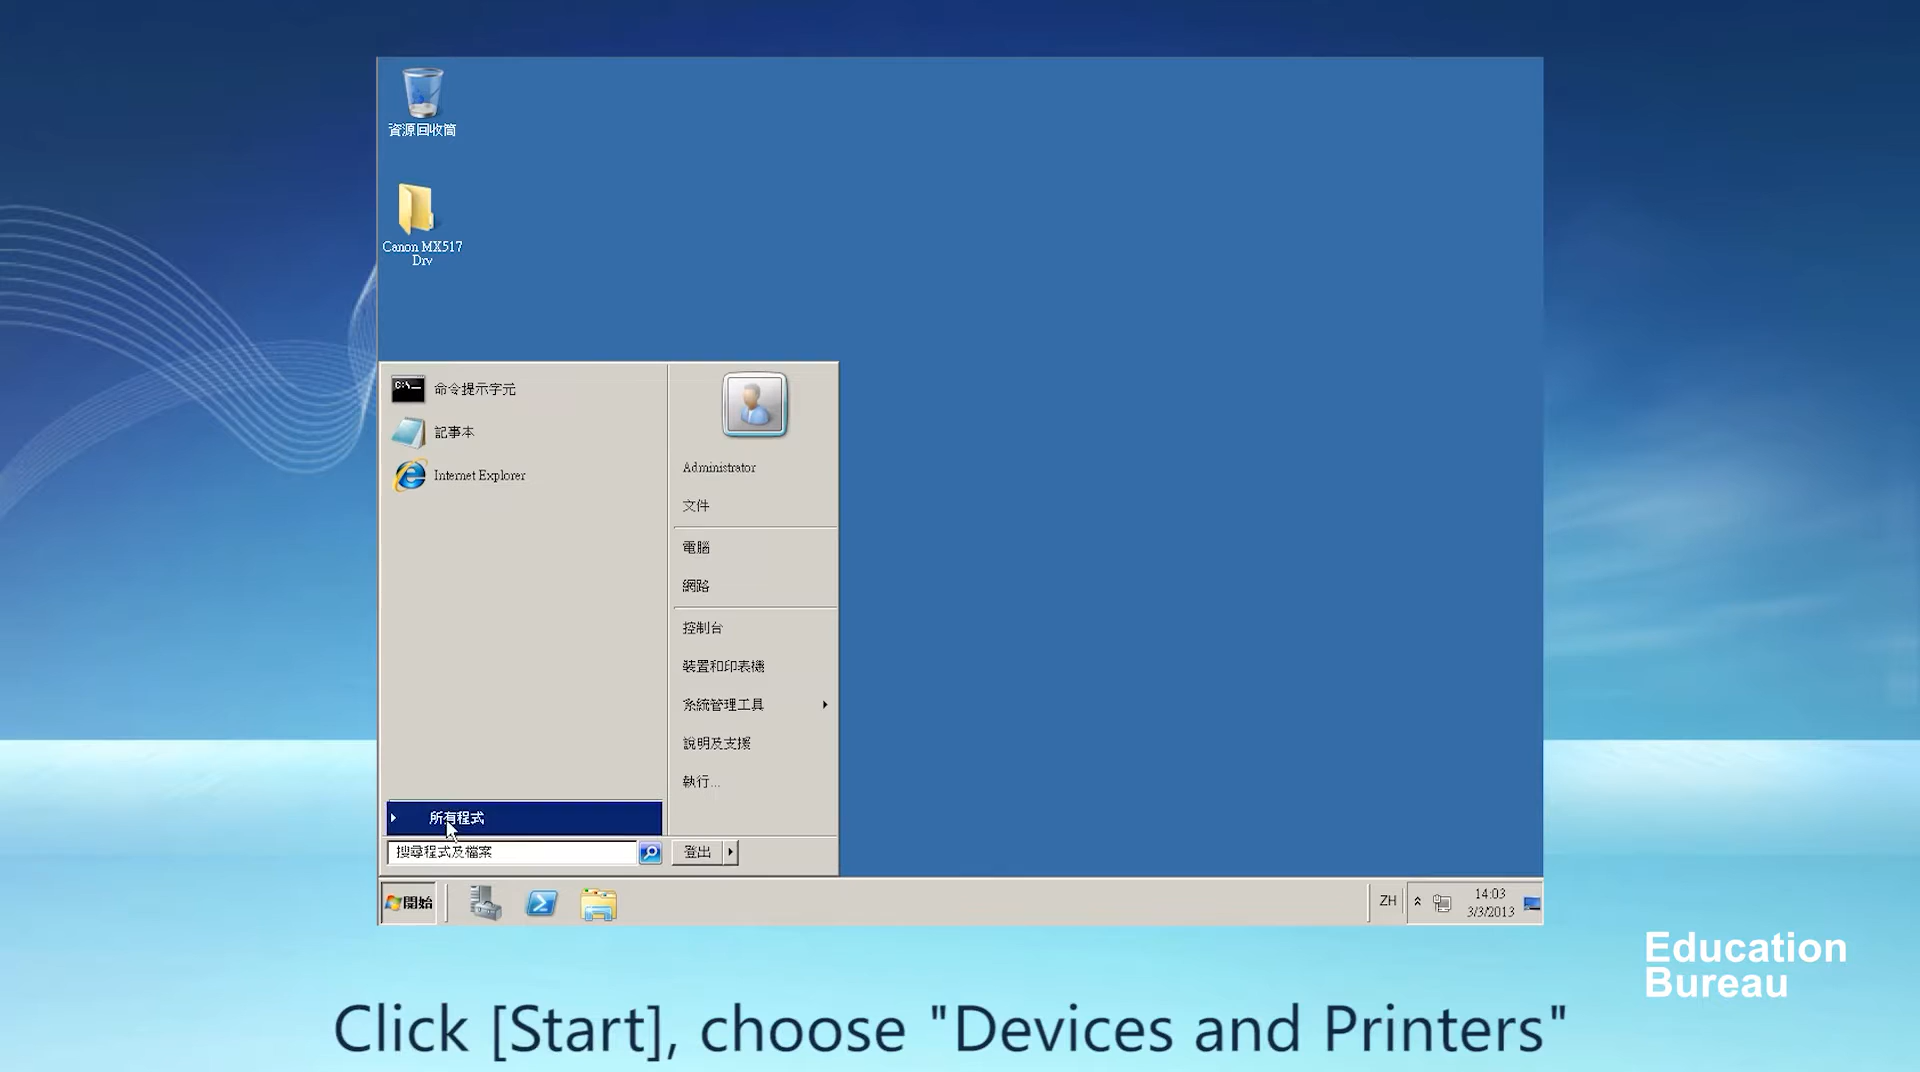 資源回收筒
Canon MX517
Drv
命令提示字元
記事本
Internet Explorer
Administrator
文件
電腦
網路
控制台
裝置和印表機
系統管理工具
說明及支援
執行...
所有程式
搜尋程式及檔案
登出
開始
ZH
14:03
3/3/2013
Education
Bureau
Click [Start], choose "Devices and Printers"